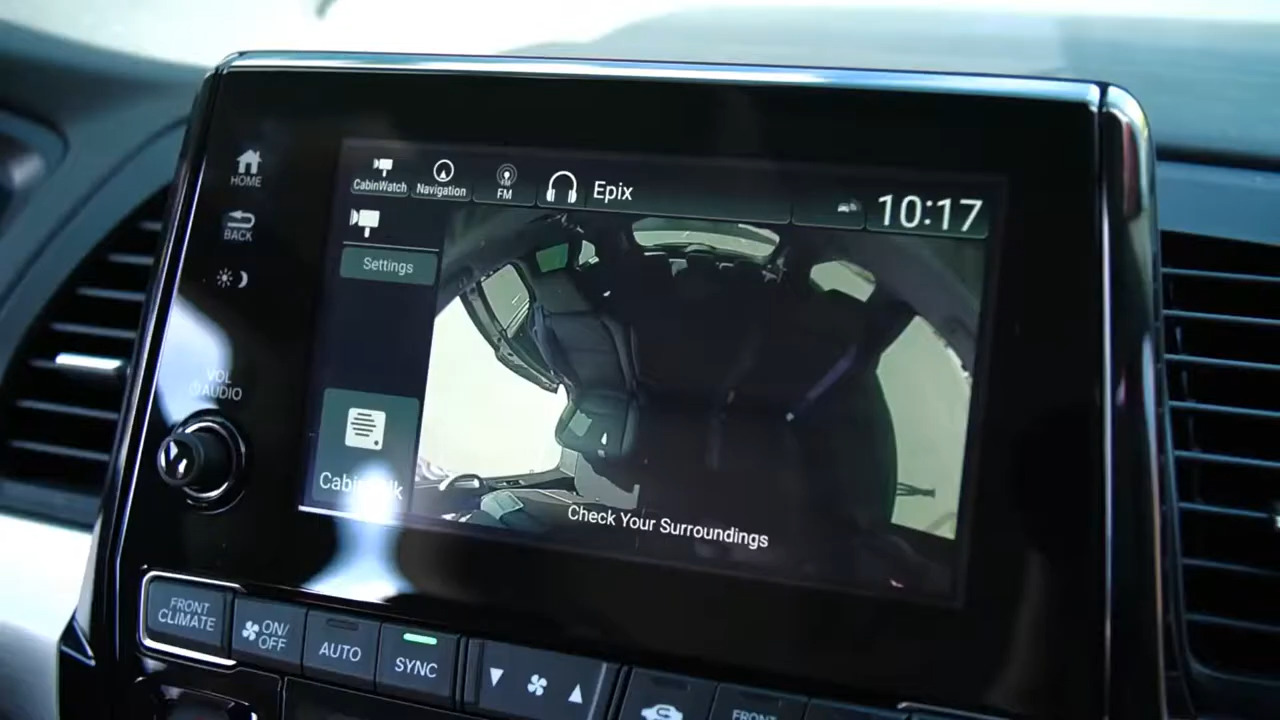 HOME
BACK
VOL
AUDIO
CabinWatch
Navigation
FM
Epix
10:17
Settings
Check Your Surroundings
FRONT
CLIMATE
ON/
OFF
AUTO
SYNC
FRONT